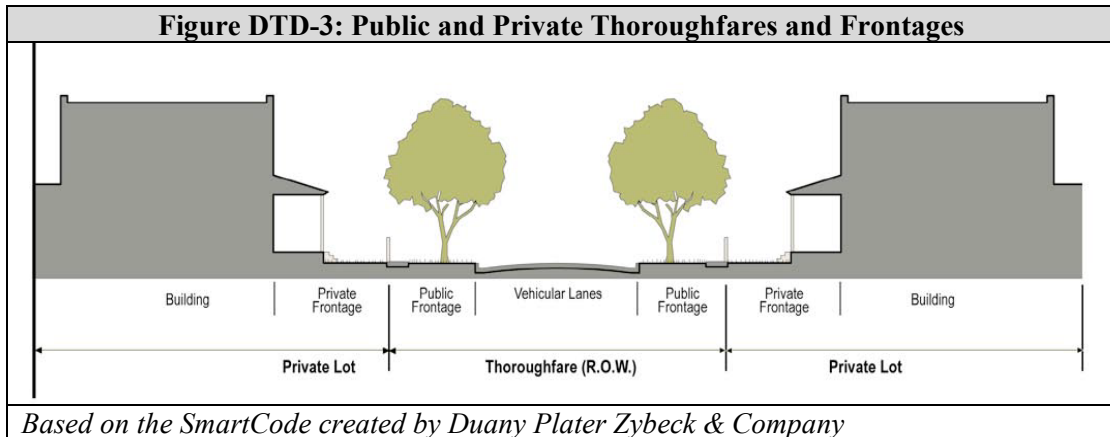 Figure DTD-3: Public and Private Thoroughfares and Frontages
Building
Private
Frontage
Public
Frontage
Vehicular Lanes
Public
Frontage
Private
Frontage
Building
Private Lot
Thoroughfare (R.O.W.)
Private Lot
Based on the SmartCode created by Duany Plater Zybeck & Company